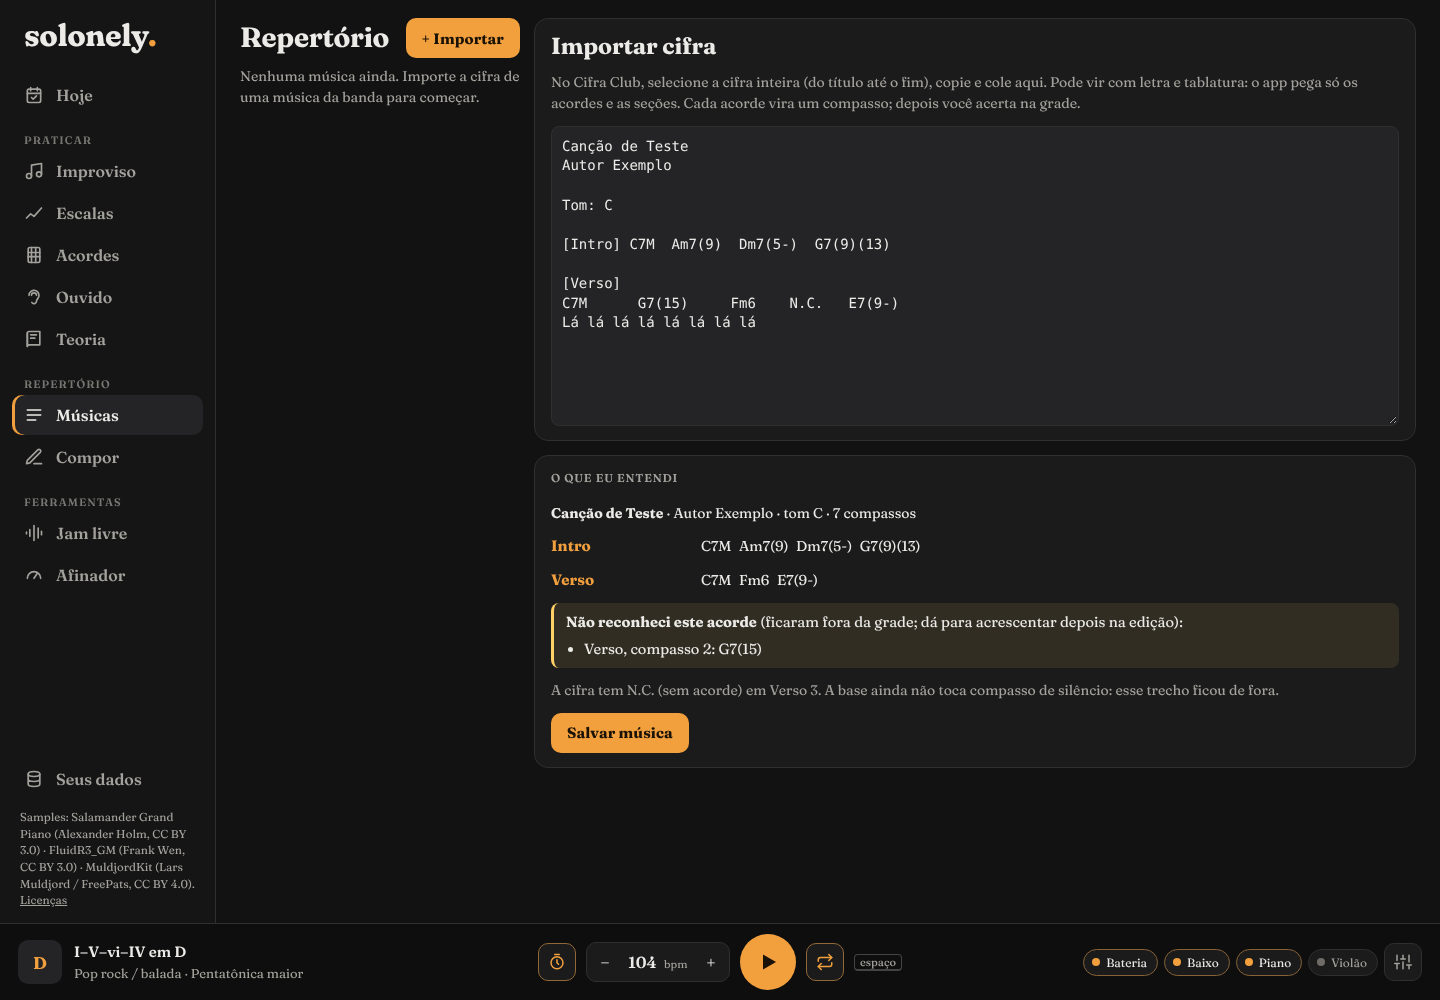 solonely.
Hoje
PRATICAR
Improviso
Escalas
Acordes
Ouvido
Teoria
REPERTÓRIO
Músicas
Compor
FERRAMENTAS
Jam livre
Afinador
Seus dados
Samples: Salamander Grand
Piano (Alexander Holm, CC BY
3.0) · FluidR3_GM (Frank Wen,
CC BY 3.0) · MuldjordKit (Lars
Muldjord / FreePats, CC BY 4.0).
Licenças
Repertório
+ Importar
Nenhuma música ainda. Importe a cifra de
uma música da banda para começar.
Importar cifra
No Cifra Club, selecione a cifra inteira (do título até o fim), copie e cole aqui. Pode vir com letra e tablatura: o app pega só os
acordes e as seções. Cada acorde vira um compasso; depois você acerta na grade.
Canção de Teste
Autor Exemplo
Tom: C
[Intro] C7M  Am7(9)  Dm7(5-)  G7(9)(13)
[Verso]
C7M      G7(15)     Fm6    N.C.   E7(9-)
Lá lá lá lá lá lá lá lá
O QUE EU ENTENDI
Canção de Teste · Autor Exemplo · tom C · 7 compassos
Intro C7M Am7(9) Dm7(5-) G7(9)(13)
Verso C7M Fm6 E7(9-)
Não reconheci este acorde (ficaram fora da grade; dá para acrescentar depois na edição):
• Verso, compasso 2: G7(15)
A cifra tem N.C. (sem acorde) em Verso 3. A base ainda não toca compasso de silêncio: esse trecho ficou de fora.
Salvar música
D
I–V–vi–IV em D
Pop rock / balada · Pentatônica maior
− 104 bpm +
espaço
Bateria
Baixo
Piano
Violão